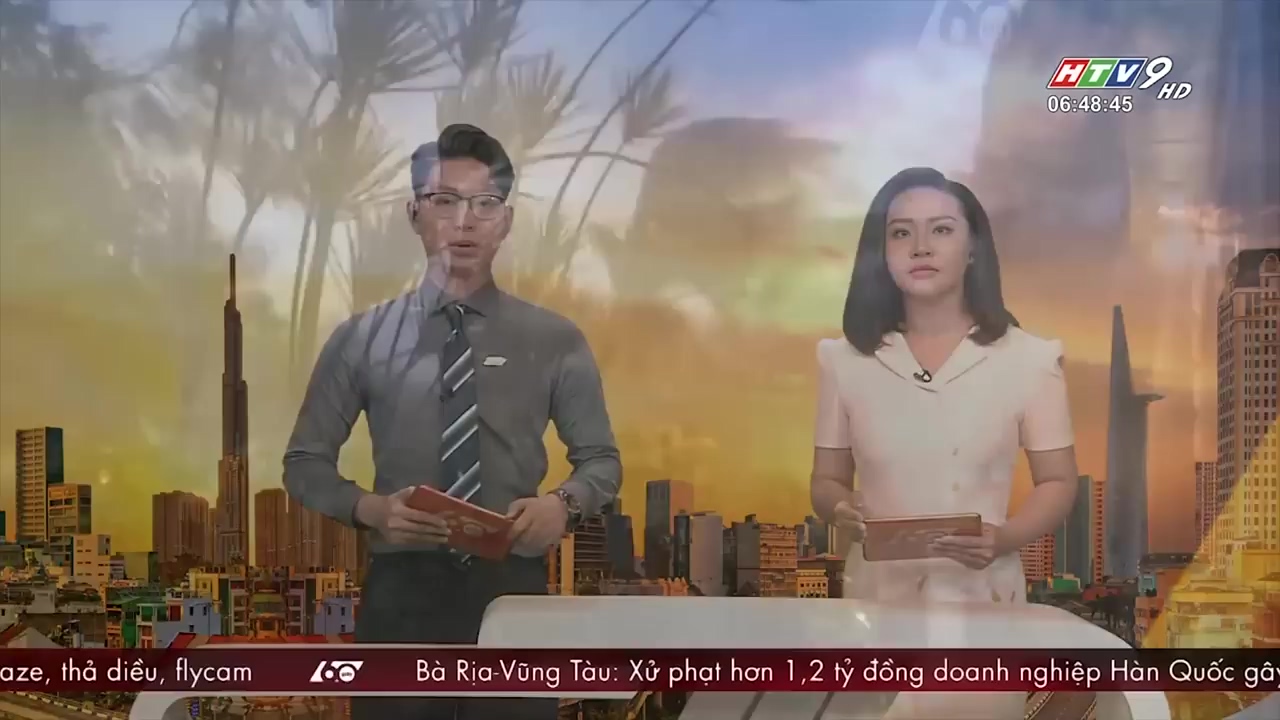 HTV9 HD
06:48:45
aze, thả diều, flycam 60 Bà Rịa-Vũng Tàu: Xử phạt hơn 1,2 tỷ đồng doanh nghiệp Hàn Quốc gây